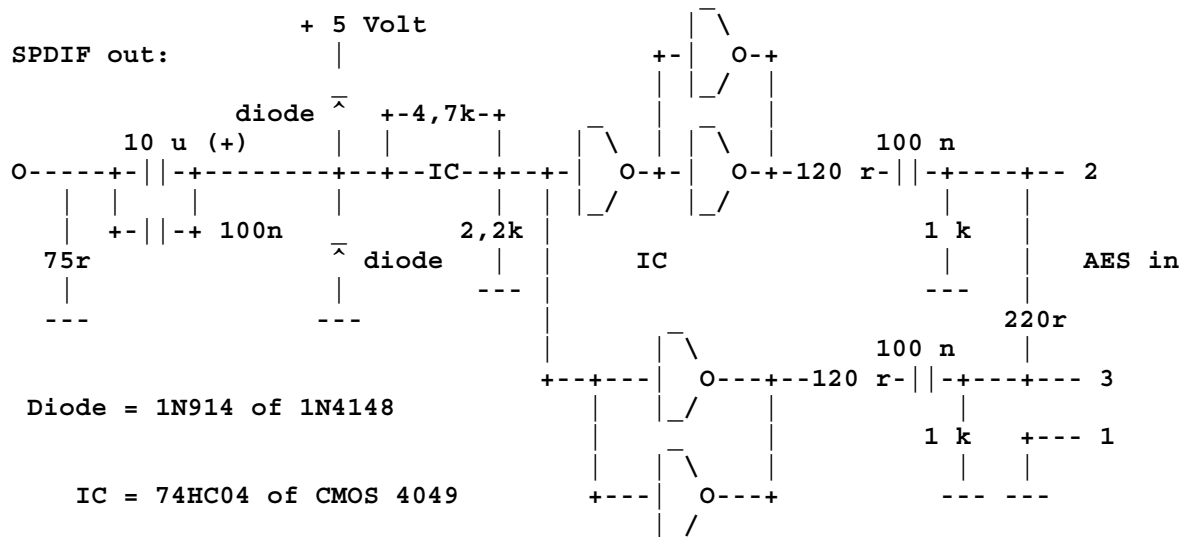 + 5 Volt
SPDIF out:
diode
4,7k
10 u (+)
100 n
O
IC
O
O
O
120 r
2
100n
2,2k
1 k
75r
diode
IC
AES in
220r
100 n
O
120 r
3
Diode = 1N914 of 1N4148
1 k
1
IC = 74HC04 of CMOS 4049
O